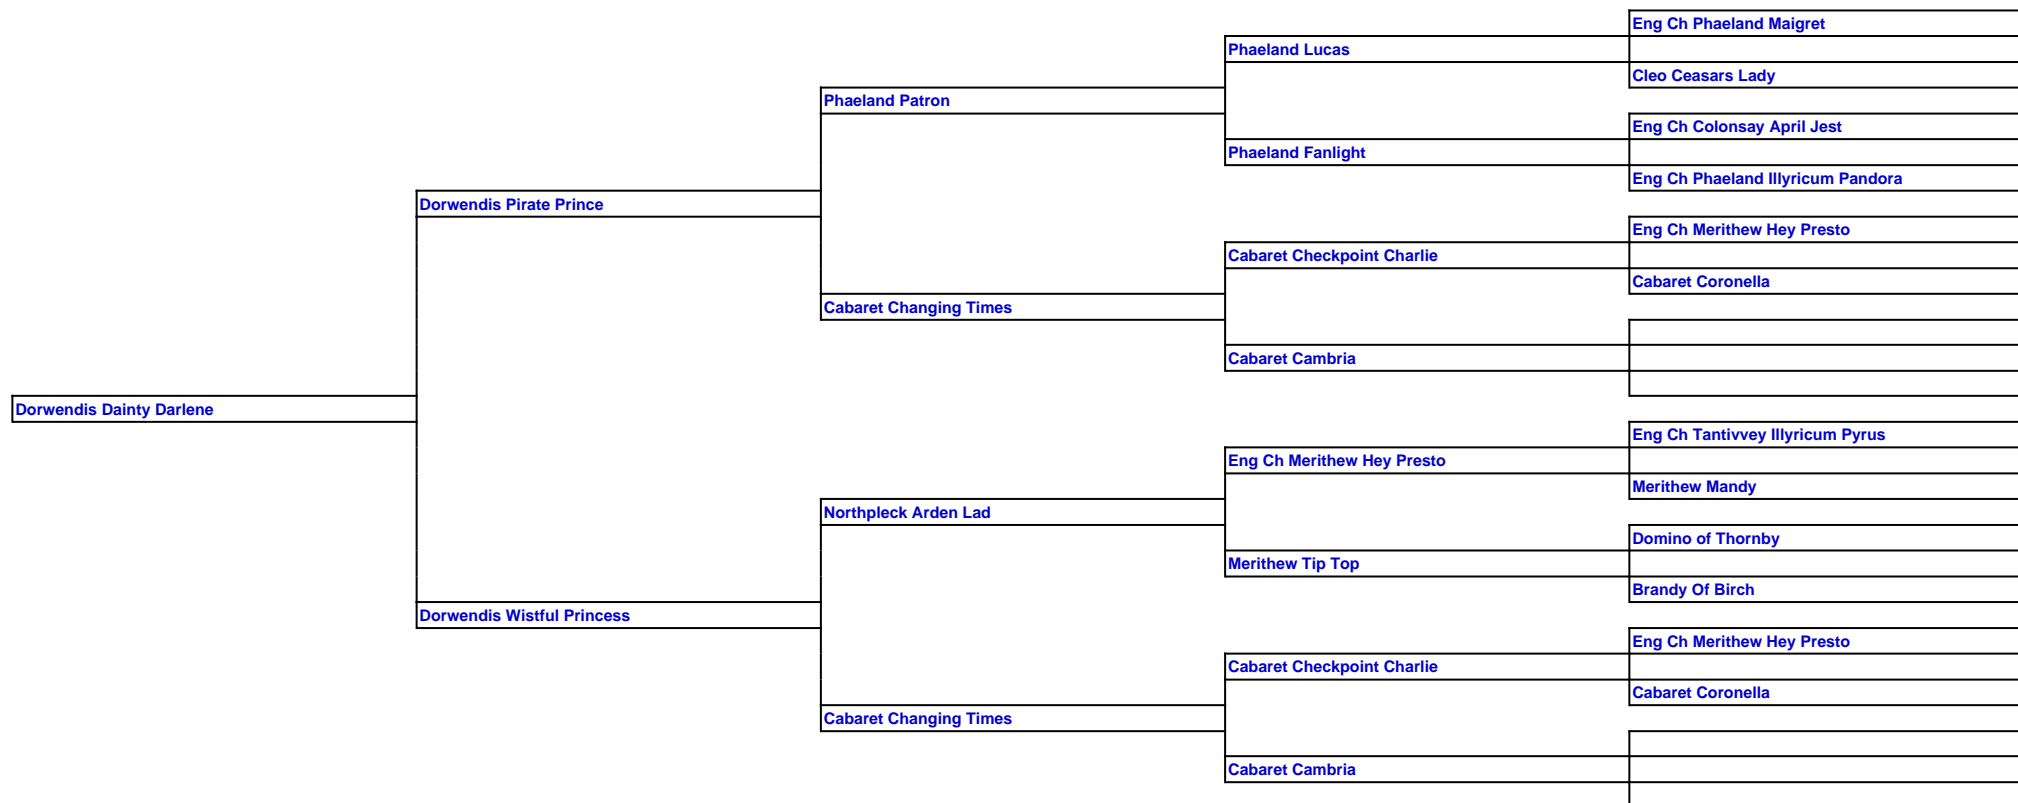 Eng Ch Phaeland Maigret
Phaeland Lucas
Cleo Ceasars Lady
Phaeland Patron
Eng Ch Colonsay April Jest
Phaeland Fanlight
Eng Ch Phaeland Illyricum Pandora
Dorwendis Pirate Prince
Eng Ch Merithew Hey Presto
Cabaret Checkpoint Charlie
Cabaret Coronella
Cabaret Changing Times
Cabaret Cambria
Dorwendis Dainty Darlene
Eng Ch Tantivvey Illyricum Pyrus
Eng Ch Merithew Hey Presto
Merithew Mandy
Northpleck Arden Lad
Domino of Thornby
Merithew Tip Top
Brandy Of Birch
Dorwendis Wistful Princess
Eng Ch Merithew Hey Presto
Cabaret Checkpoint Charlie
Cabaret Coronella
Cabaret Changing Times
Cabaret Cambria